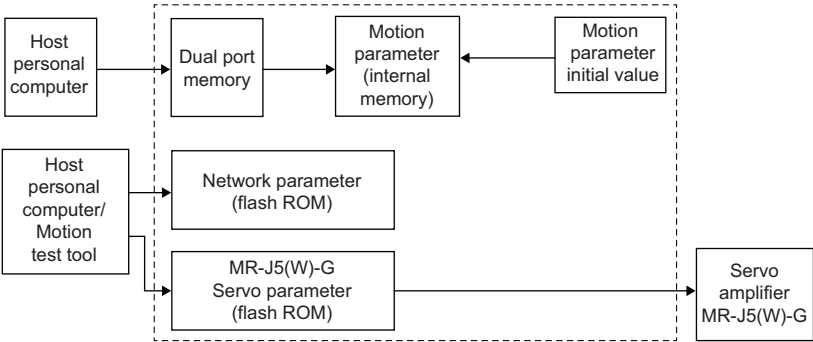 Host
personal
computer
Dual port
memory
Motion
parameter
(internal
memory)
Motion
parameter
initial value
Host
personal
computer/
Motion
test tool
Network parameter
(flash ROM)
MR-J5(W)-G
Servo parameter
(flash ROM)
Servo
amplifier
MR-J5(W)-G